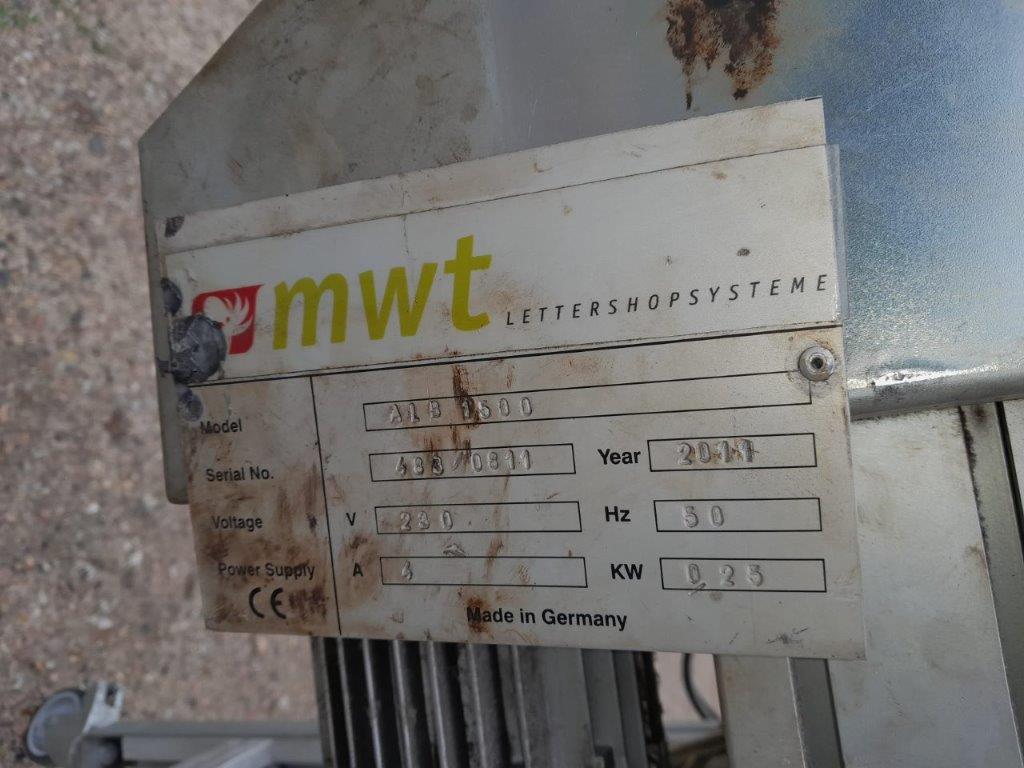 mwt LETTERSHOPSYSTEME
Model ALB 1500
Serial No. 483/0811 Year 2011
Voltage V 230 Hz 50
Power Supply A 4 KW 0,25
CE Made in Germany